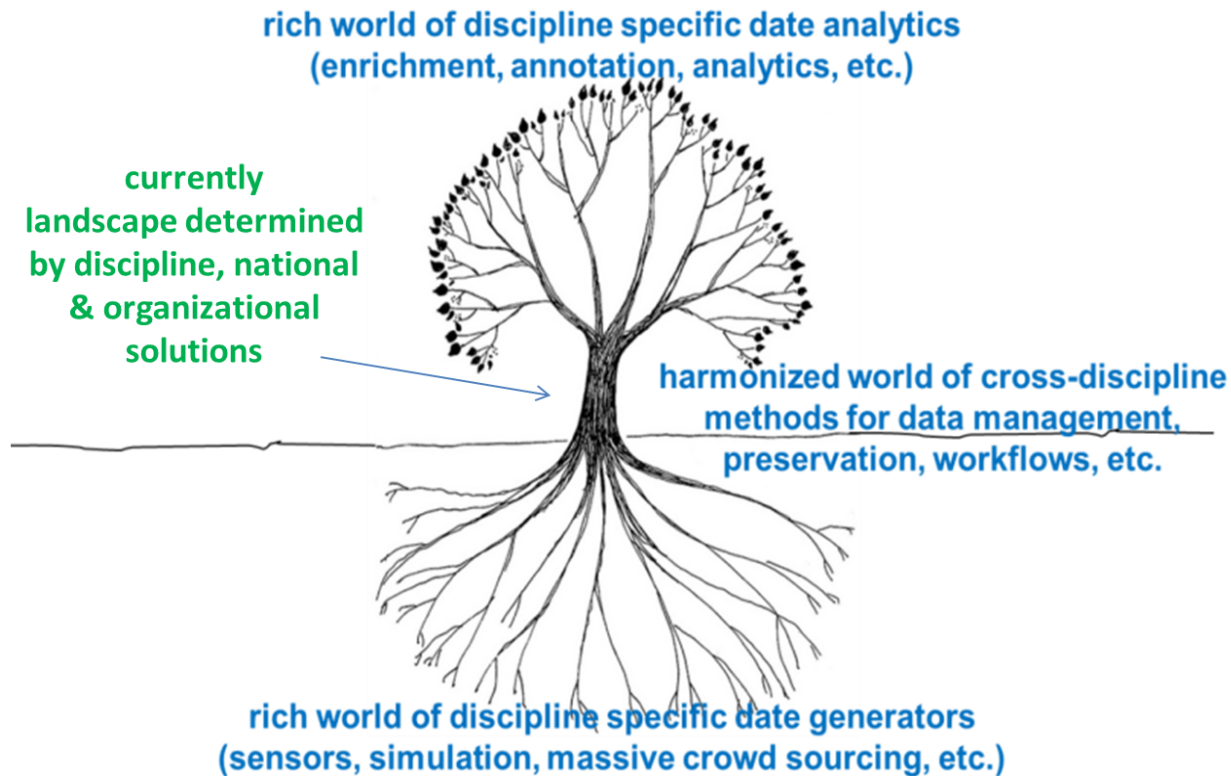 rich world of discipline specific date analytics
(enrichment, annotation, analytics, etc.)
currently
landscape determined
by discipline, national
& organizational
solutions
harmonized world of cross-discipline
methods for data management,
preservation, workflows, etc.
rich world of discipline specific date generators
(sensors, simulation, massive crowd sourcing, etc.)